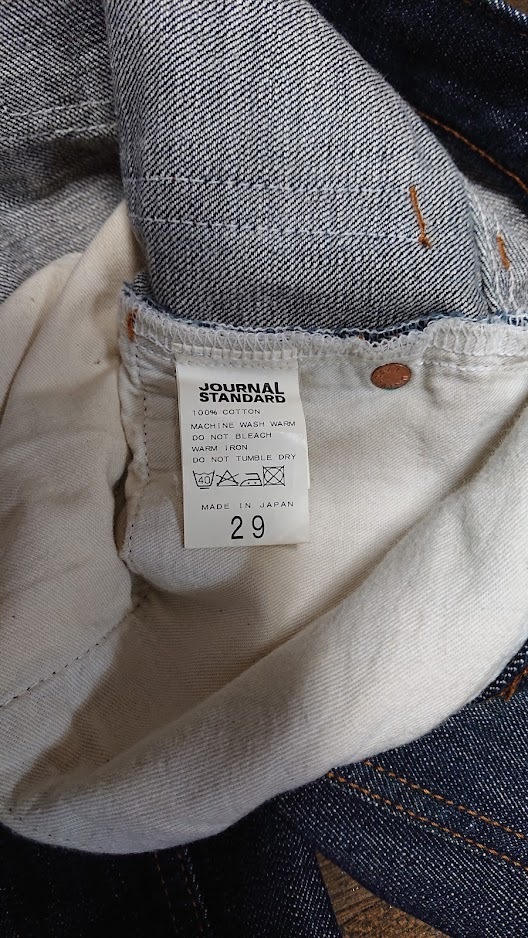 JOURNAL
STANDARD
100% COTTON
MACHINE WASH WARM
DO NOT BLEACH
WARM IRON
DO NOT TUMBLE DRY
40
MADE IN JAPAN
29